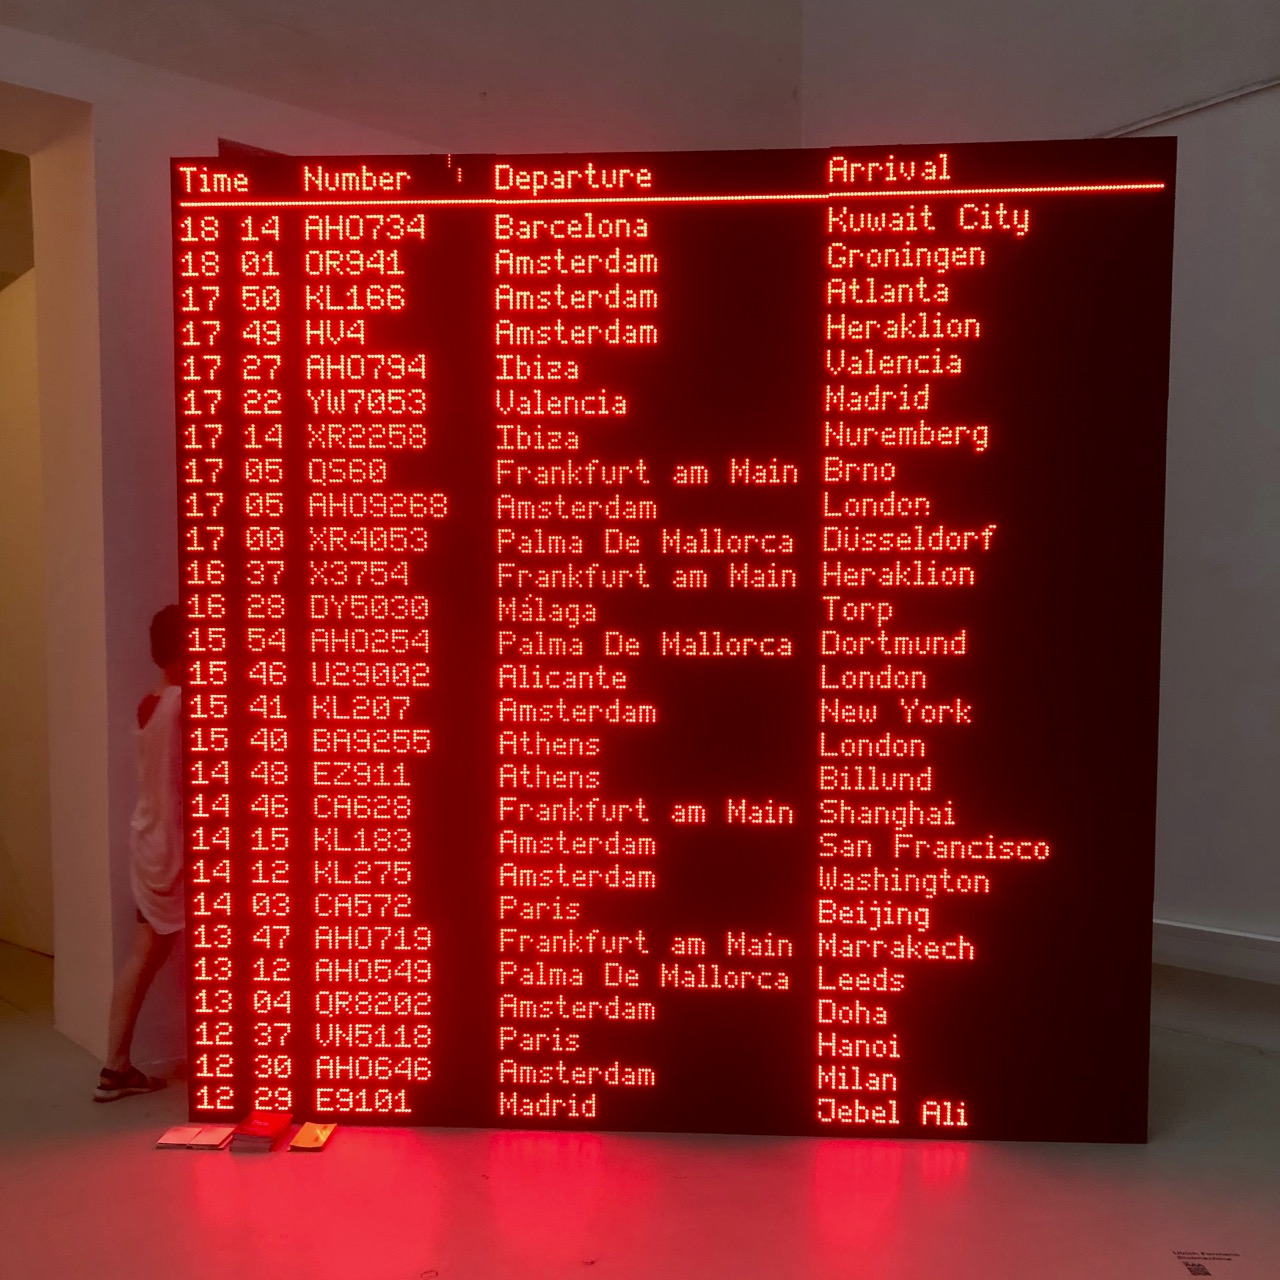 Time Number Departure Arrival
18 14 AHO734 Barcelona Kuwait City
18 01 OR941 Amsterdam Groningen
17 50 KL166 Amsterdam Atlanta
17 49 HV4 Amsterdam Heraklion
17 27 AHO794 Ibiza Valencia
17 22 YW7053 Valencia Madrid
17 14 XR2258 Ibiza Nuremberg
17 05 QS60 Frankfurt am Main Brno
17 05 AHO9268 Amsterdam London
17 00 XR4053 Palma De Mallorca Düsseldorf
16 37 X3754 Frankfurt am Main Heraklion
16 28 DY5030 Málaga Torp
15 54 AHO254 Palma De Mallorca Dortmund
15 46 U29002 Alicante London
15 41 KL207 Amsterdam New York
15 40 BA9255 Athens London
14 48 EZ911 Athens Billund
14 46 CA628 Frankfurt am Main Shanghai
14 15 KL183 Amsterdam San Francisco
14 12 KL275 Amsterdam Washington
14 03 CA572 Paris Beijing
13 47 AHO719 Frankfurt am Main Marrakech
13 12 AHO549 Palma De Mallorca Leeds
13 04 QR8202 Amsterdam Doha
12 37 VN5118 Paris Hanoi
12 30 AHO646 Amsterdam Milan
12 29 E9101 Madrid Jebel Ali